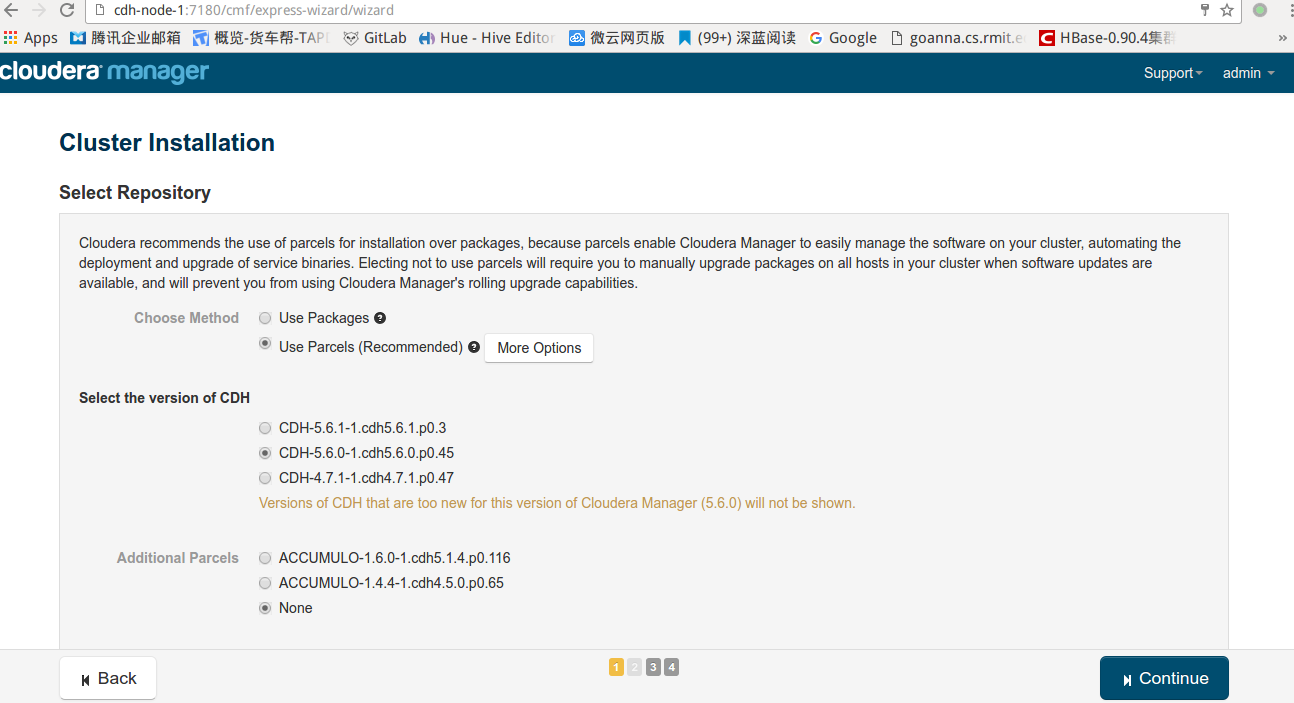 cdh-node-1:7180/cmf/express-wizard/wizard
Apps 腾讯企业邮箱 概览-货车帮-TAPD GitLab Hue - Hive Editor 微云网页版 (99+) 深蓝阅读 Google goanna.cs.rmit.e HBase-0.90.4集群 »
cloudera manager Support admin
Cluster Installation
Select Repository
Cloudera recommends the use of parcels for installation over packages, because parcels enable Cloudera Manager to easily manage the software on your cluster, automating the
deployment and upgrade of service binaries. Electing not to use parcels will require you to manually upgrade packages on all hosts in your cluster when software updates are
available, and will prevent you from using Cloudera Manager's rolling upgrade capabilities.
Choose Method Use Packages ?
Use Parcels (Recommended) ? More Options
Select the version of CDH
CDH-5.6.1-1.cdh5.6.1.p0.3
CDH-5.6.0-1.cdh5.6.0.p0.45
CDH-4.7.1-1.cdh4.7.1.p0.47
Versions of CDH that are too new for this version of Cloudera Manager (5.6.0) will not be shown.
Additional Parcels ACCUMULO-1.6.0-1.cdh5.1.4.p0.116
ACCUMULO-1.4.4-1.cdh4.5.0.p0.65
None
Back 1 2 3 4 Continue